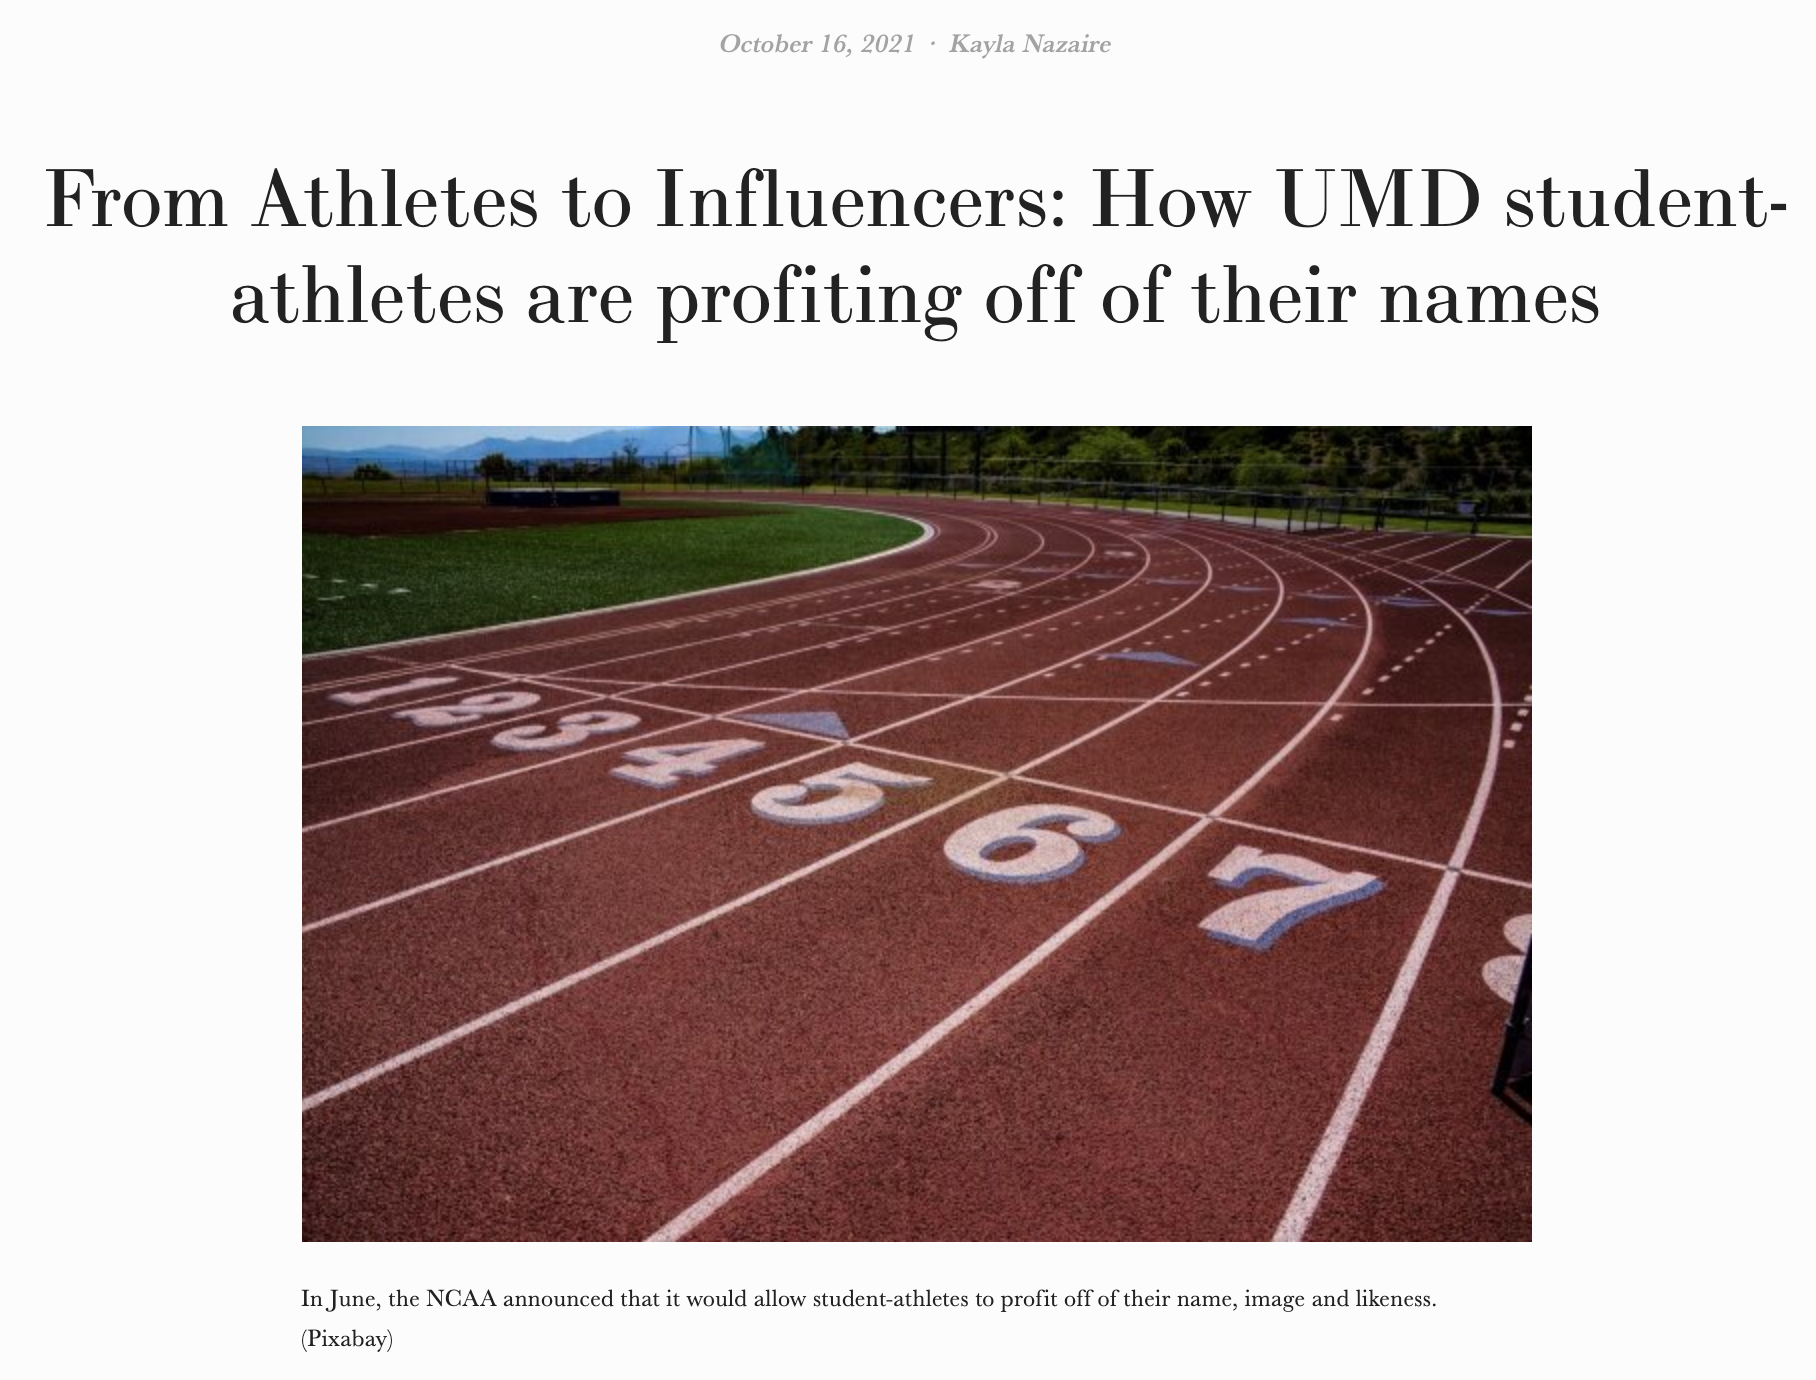 October 16, 2021 · Kayla Nazaire
From Athletes to Influencers: How UMD student-
athletes are profiting off of their names
1 2 3 4 5 6 7
In June, the NCAA announced that it would allow student-athletes to profit off of their name, image and likeness.
(Pixabay)